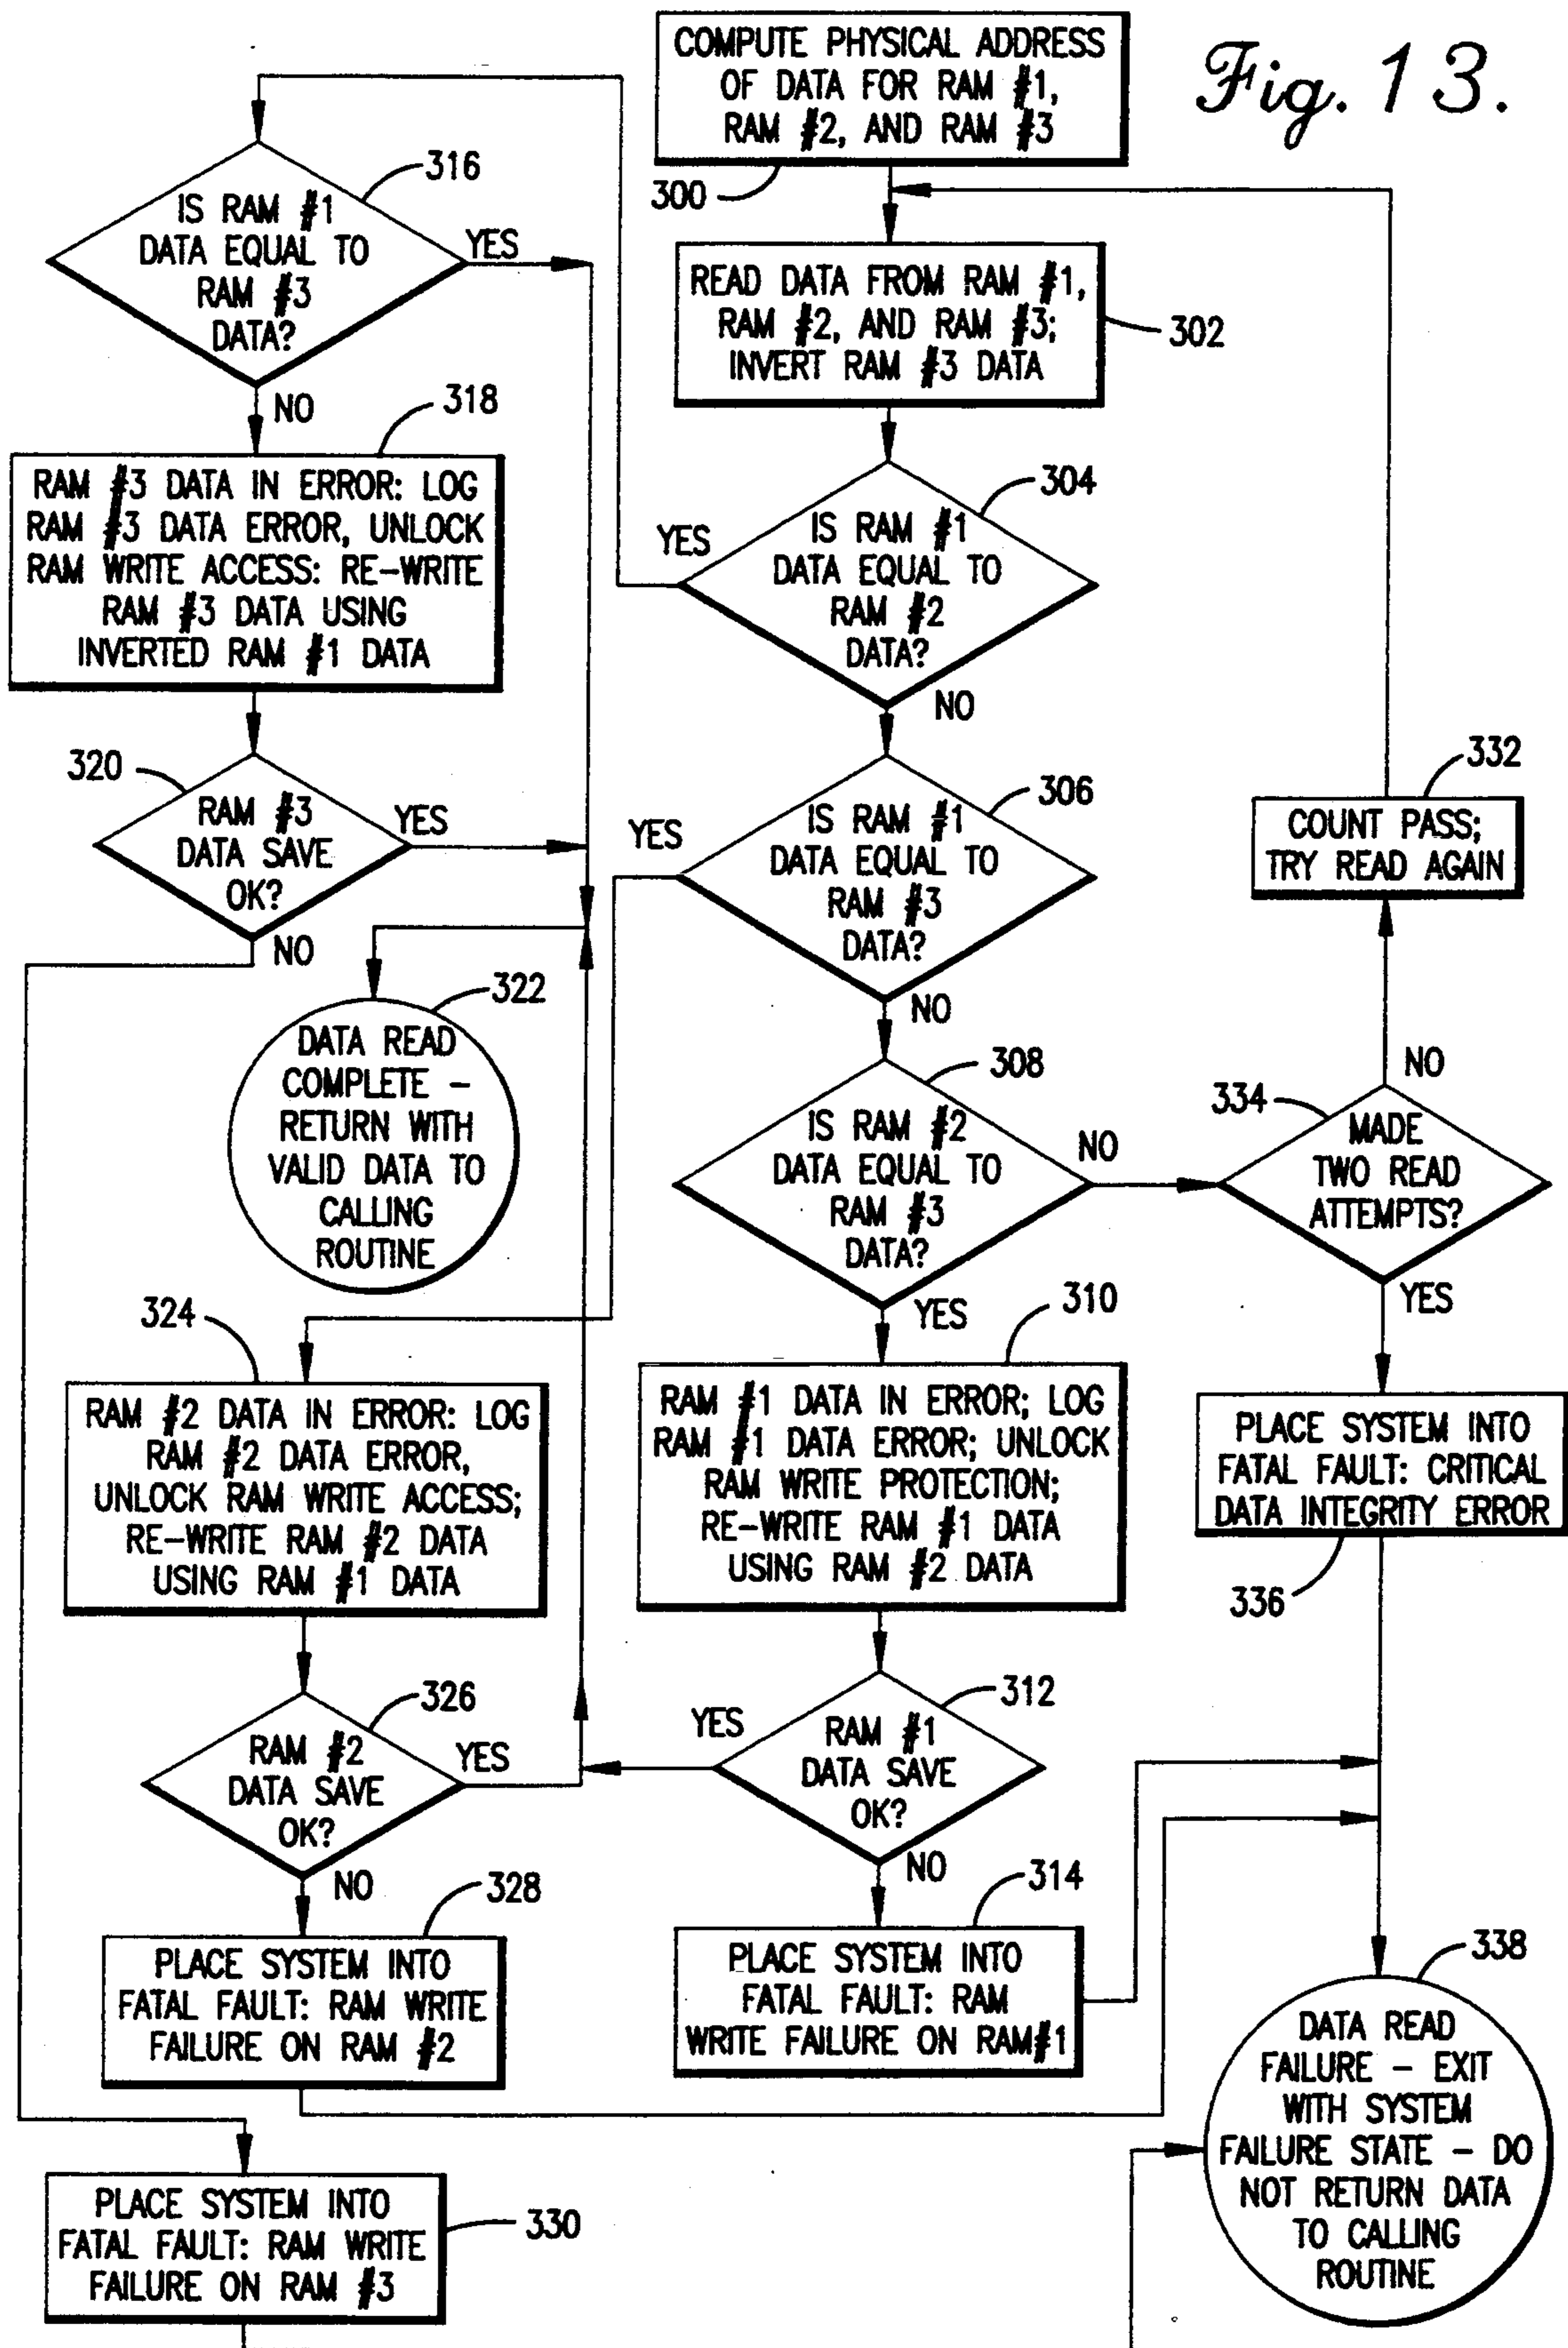 Fig. 13.
COMPUTE PHYSICAL ADDRESS
OF DATA FOR RAM #1,
RAM #2, AND RAM #3
300
READ DATA FROM RAM #1,
RAM #2, AND RAM #3;
INVERT RAM #3 DATA
302
IS RAM #1
DATA EQUAL TO
RAM #2
DATA?
304
YES
NO
IS RAM #1
DATA EQUAL TO
RAM #3
DATA?
306
YES
NO
IS RAM #2
DATA EQUAL TO
RAM #3
DATA?
308
NO
YES
RAM #1 DATA IN ERROR; LOG
RAM #1 DATA ERROR; UNLOCK
RAM WRITE PROTECTION;
RE-WRITE RAM #1 DATA
USING RAM #2 DATA
310
RAM #1
DATA SAVE
OK?
312
YES
NO
PLACE SYSTEM INTO
FATAL FAULT: RAM
WRITE FAILURE ON RAM#1
314
IS RAM #1
DATA EQUAL TO
RAM #3
DATA?
316
YES
NO
RAM #3 DATA IN ERROR: LOG
RAM #3 DATA ERROR, UNLOCK
RAM WRITE ACCESS: RE-WRITE
RAM #3 DATA USING
INVERTED RAM #1 DATA
318
RAM #3
DATA SAVE
OK?
320
YES
NO
DATA READ
COMPLETE -
RETURN WITH
VALID DATA TO
CALLING
ROUTINE
322
RAM #2 DATA IN ERROR: LOG
RAM #2 DATA ERROR,
UNLOCK RAM WRITE ACCESS;
RE-WRITE RAM #2 DATA
USING RAM #1 DATA
324
RAM #2
DATA SAVE
OK?
326
YES
NO
PLACE SYSTEM INTO
FATAL FAULT: RAM WRITE
FAILURE ON RAM #2
328
PLACE SYSTEM INTO
FATAL FAULT: RAM WRITE
FAILURE ON RAM #3
330
COUNT PASS;
TRY READ AGAIN
332
MADE
TWO READ
ATTEMPTS?
334
NO
YES
PLACE SYSTEM INTO
FATAL FAULT: CRITICAL
DATA INTEGRITY ERROR
336
DATA READ
FAILURE - EXIT
WITH SYSTEM
FAILURE STATE - DO
NOT RETURN DATA
TO CALLING
ROUTINE
338